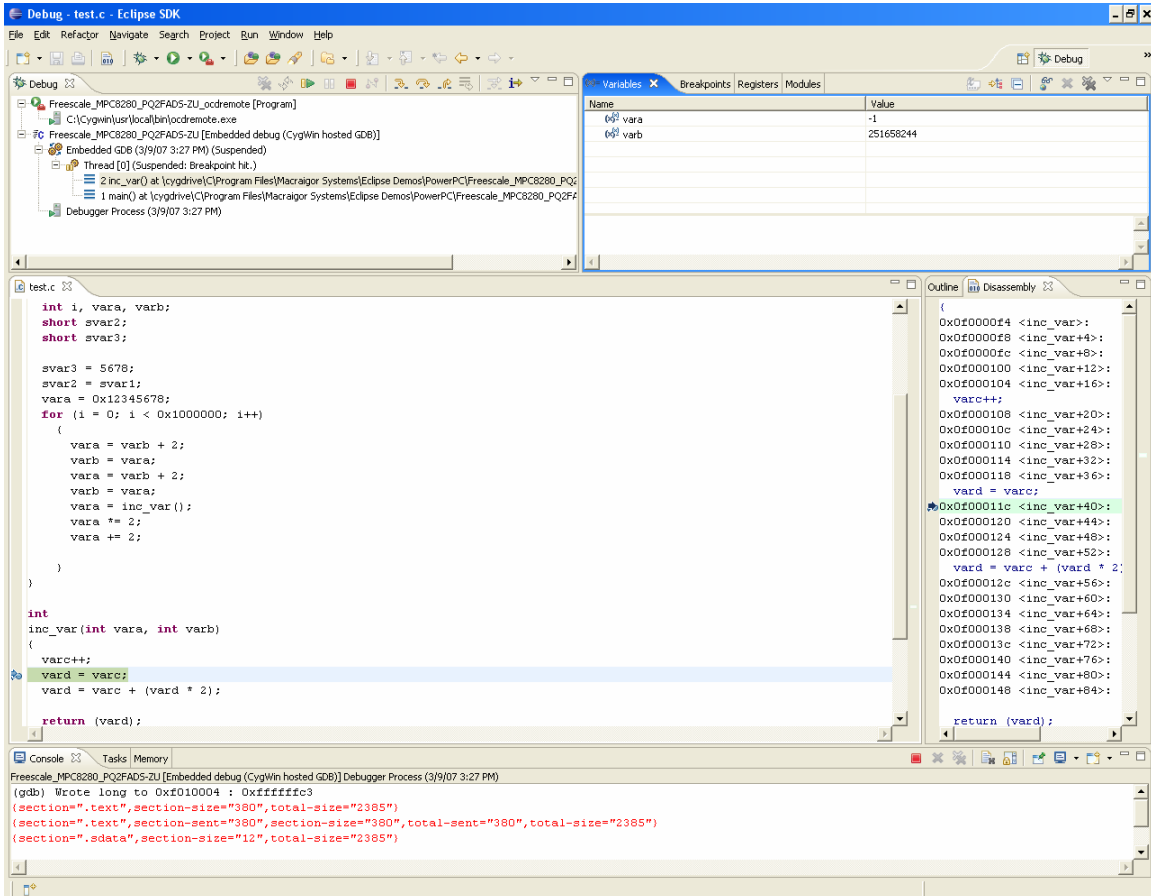 Debug - test.c - Eclipse SDK
File Edit Refactor Navigate Search Project Run Window Help
Debug
Debug
Freescale_MPC8280_PQ2FADS-ZU_ocdremote [Program]
C:\Cygwin\usr\local\bin\ocdremote.exe
Freescale_MPC8280_PQ2FADS-ZU [Embedded debug (CygWin hosted GDB)]
Embedded GDB (3/9/07 3:27 PM) (Suspended)
Thread [0] (Suspended: Breakpoint hit.)
2 inc_var() at \cygdrive\C\Program Files\Macraigor Systems\Eclipse Demos\PowerPC\Freescale_MPC8280_PQ2
1 main() at \cygdrive\C\Program Files\Macraigor Systems\Eclipse Demos\PowerPC\Freescale_MPC8280_PQ2FA
Debugger Process (3/9/07 3:27 PM)
Variables Breakpoints Registers Modules
Name Value
vara -1
varb 251658244
test.c
int i, vara, varb;
short svar2;
short svar3;
svar3 = 5678;
svar2 = svar1;
vara = 0x12345678;
for (i = 0; i < 0x1000000; i++)
{
vara = varb + 2;
varb = vara;
vara = varb + 2;
varb = vara;
vara = inc_var();
vara *= 2;
vara += 2;
}
}
int
inc_var(int vara, int varb)
{
varc++;
vard = varc;
vard = varc + (vard * 2);
return (vard);
Outline Disassembly
{
0x0f0000f4 <inc_var>:
0x0f0000f8 <inc_var+4>:
0x0f0000fc <inc_var+8>:
0x0f000100 <inc_var+12>:
0x0f000104 <inc_var+16>:
varc++;
0x0f000108 <inc_var+20>:
0x0f00010c <inc_var+24>:
0x0f000110 <inc_var+28>:
0x0f000114 <inc_var+32>:
0x0f000118 <inc_var+36>:
vard = varc;
0x0f00011c <inc_var+40>:
0x0f000120 <inc_var+44>:
0x0f000124 <inc_var+48>:
0x0f000128 <inc_var+52>:
vard = varc + (vard * 2)
0x0f00012c <inc_var+56>:
0x0f000130 <inc_var+60>:
0x0f000134 <inc_var+64>:
0x0f000138 <inc_var+68>:
0x0f00013c <inc_var+72>:
0x0f000140 <inc_var+76>:
0x0f000144 <inc_var+80>:
0x0f000148 <inc_var+84>:
return (vard);
Console Tasks Memory
Freescale_MPC8280_PQ2FADS-ZU [Embedded debug (CygWin hosted GDB)] Debugger Process (3/9/07 3:27 PM)
(gdb) Wrote long to 0xf010004 : 0xffffffc3
{section=".text",section-size="380",total-size="2385"}
{section=".text",section-sent="380",section-size="380",total-sent="380",total-size="2385"}
{section=".sdata",section-size="12",total-size="2385"}